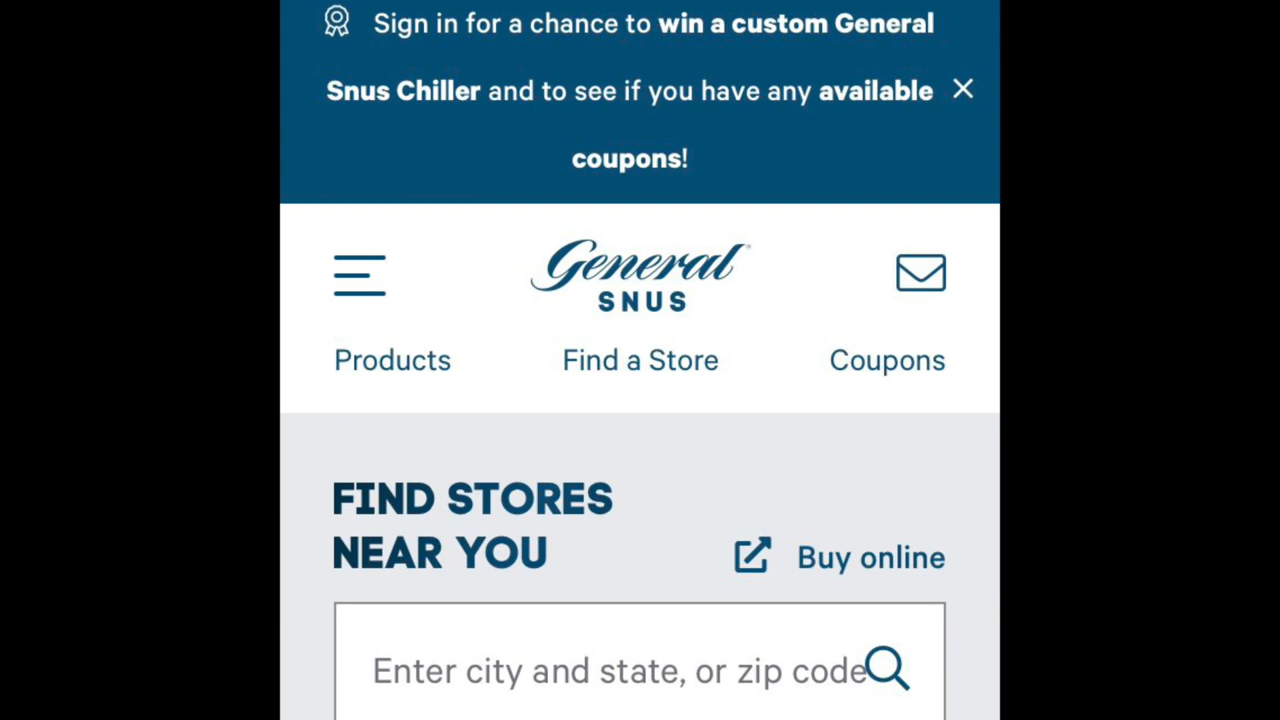 Sign in for a chance to win a custom General
Snus Chiller and to see if you have any available
coupons!
General
SNUS
Products
Find a Store
Coupons
FIND STORES
NEAR YOU
Buy online
Enter city and state, or zip code